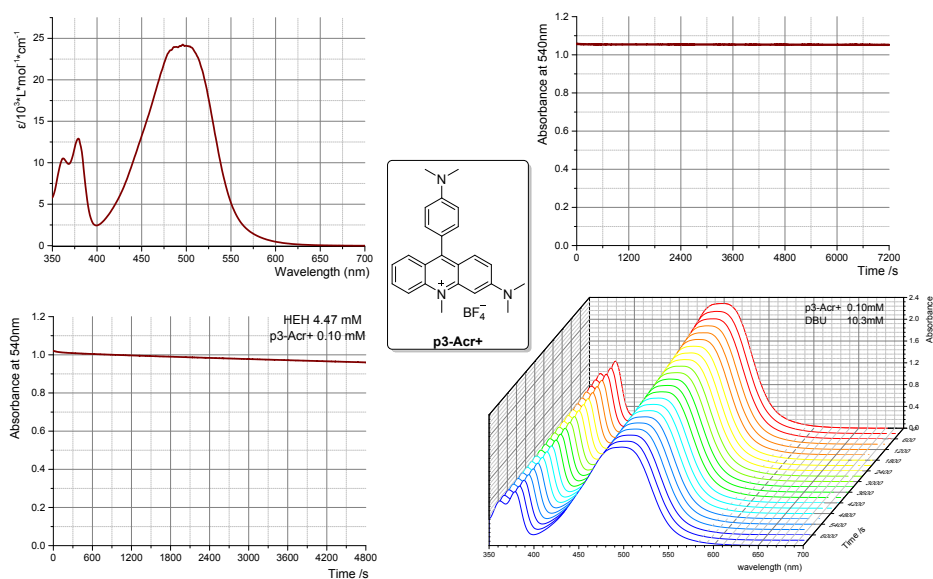 ε/10³*L*mol⁻¹*cm⁻¹
25
20
15
10
5
0
350 400 450 500 550 600 650 700
Wavelength (nm)
Absorbance at 540nm
1.2
1.0
0.8
0.6
0.4
0.2
0.0
0 1200 2400 3600 4800 6000 7200
Time /s
N
N⁺
N
BF₄⁻
p3-Acr+
HEH 4.47 mM
p3-Acr+ 0.10 mM
Absorbance at 540nm
1.2
1.0
0.8
0.6
0.4
0.2
0.0
0 600 1200 1800 2400 3000 3600 4200 4800
Time /s
p3-Acr+ 0.10mM
DBU 10.3mM
Absorbance
2.4
2.0
1.6
1.2
0.8
0.4
0.0
600
1200
1800
2400
3000
3600
4200
4800
5400
6000
Time /s
350 400 450 500 550 600 650 700
wavelength (nm)